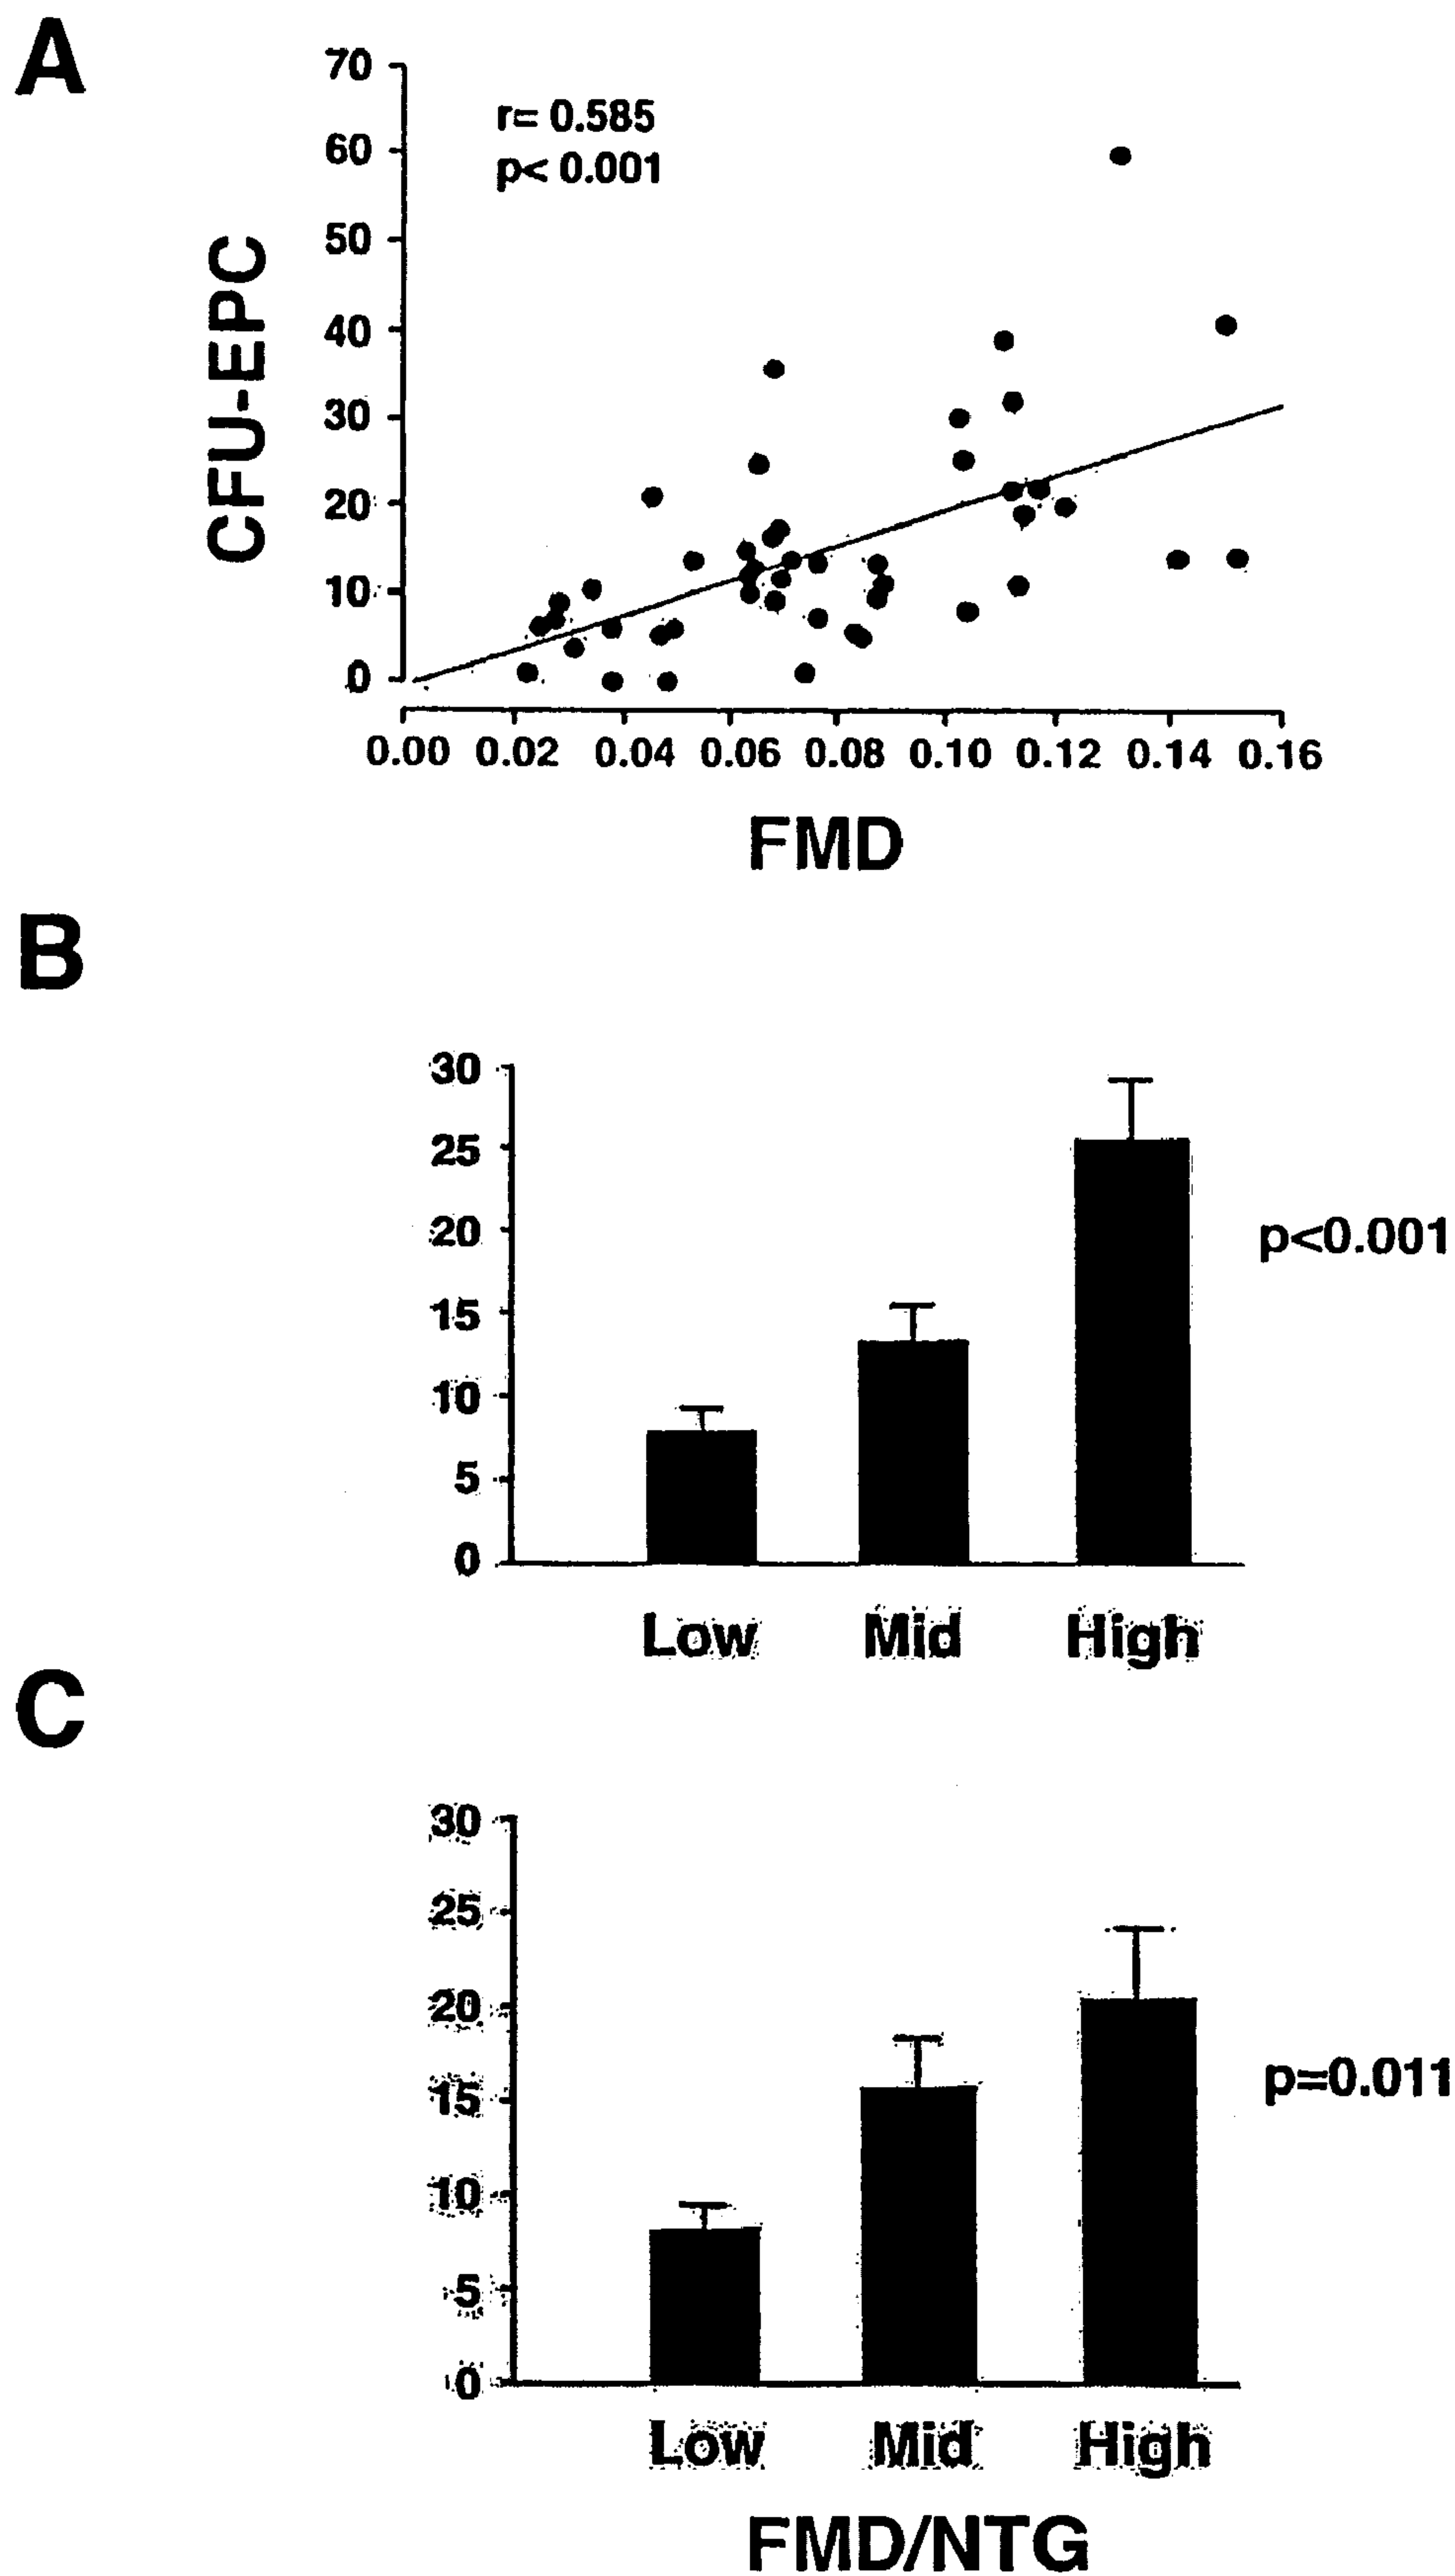 A
70
r= 0.585
p< 0.001
60
50
40
30
20
10
0
CFU-EPC
0.00 0.02 0.04 0.06 0.08 0.10 0.12 0.14 0.16
FMD
B
30
25
20
15
10
5
0
p<0.001
Low Mid High
C
30
25
20
15
10
5
0
p=0.011
Low Mid High
FMD/NTG